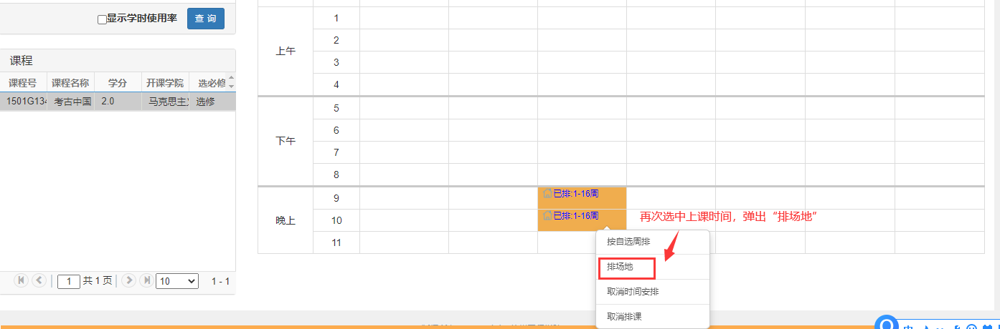 显示学时使用率 查 询
课程
课程号 课程名称 学分 开课学院 选必修
1501G134 考古中国 2.0 马克思主 选修
1 共 1 页 10 1 - 1
上午
1
2
3
4
下午
5
6
7
8
晚上
9 已排:1-16周
10 已排:1-16周
11
再次选中上课时间，弹出“排场地”
按自选周排
排场地
取消时间安排
取消排课
中